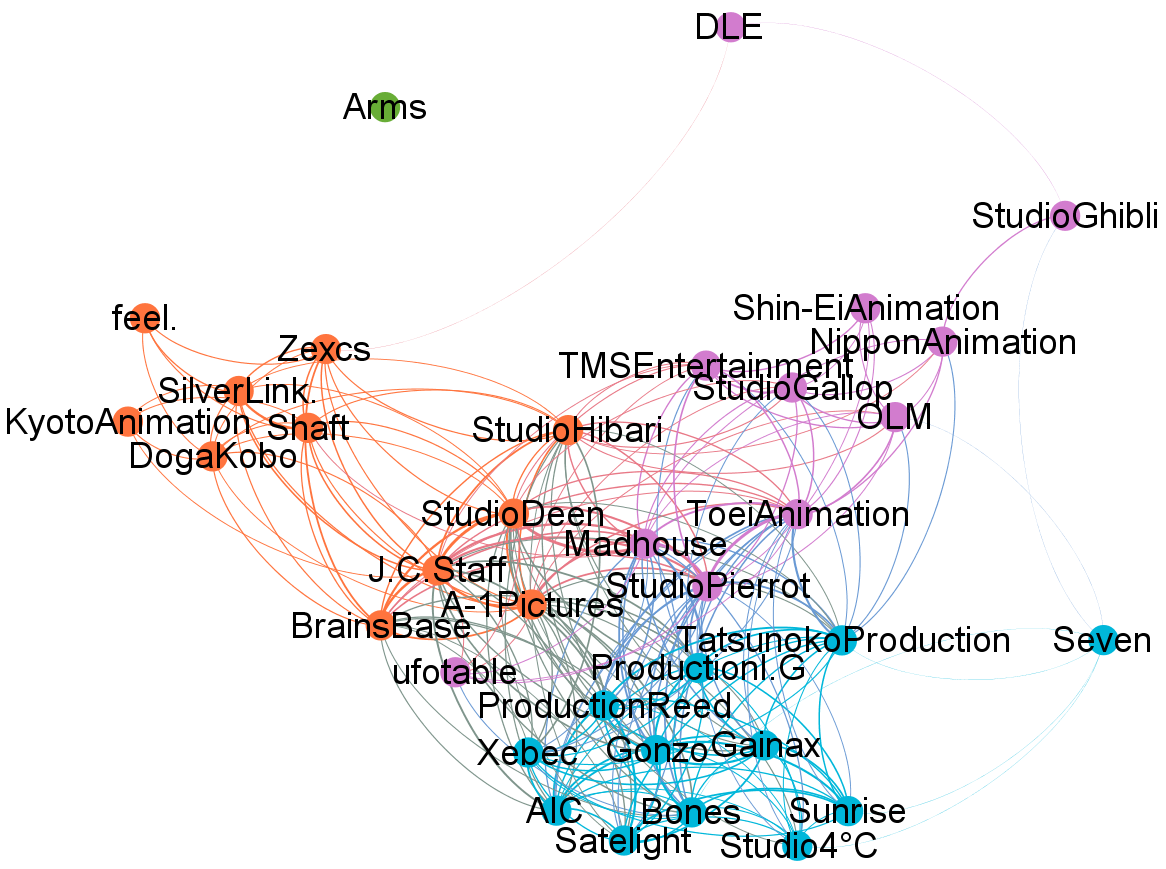 DLE
Arms
StudioGhibli
Shin-EiAnimation
feel.
NipponAnimation
Zexcs
TMSEntertainment
StudioGallop
SilverLink.
OLM
KyotoAnimation
Shaft
StudioHibari
DogaKobo
StudioDeen
ToeiAnimation
Madhouse
J.C.Staff
StudioPierrot
A-1Pictures
BrainsBase
TatsunokoProduction
Seven
ProductionI.G
ufotable
ProductionReed
Xebec
Gonzo
Gainax
AIC
Bones
Sunrise
Satelight
Studio4°C